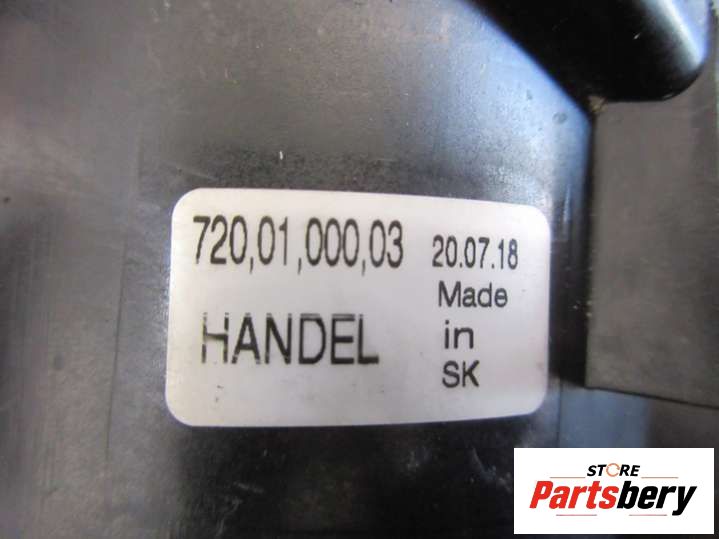 720,01,000,03 20.07.18
HANDEL
Made
in
SK
STORE
Partsbery